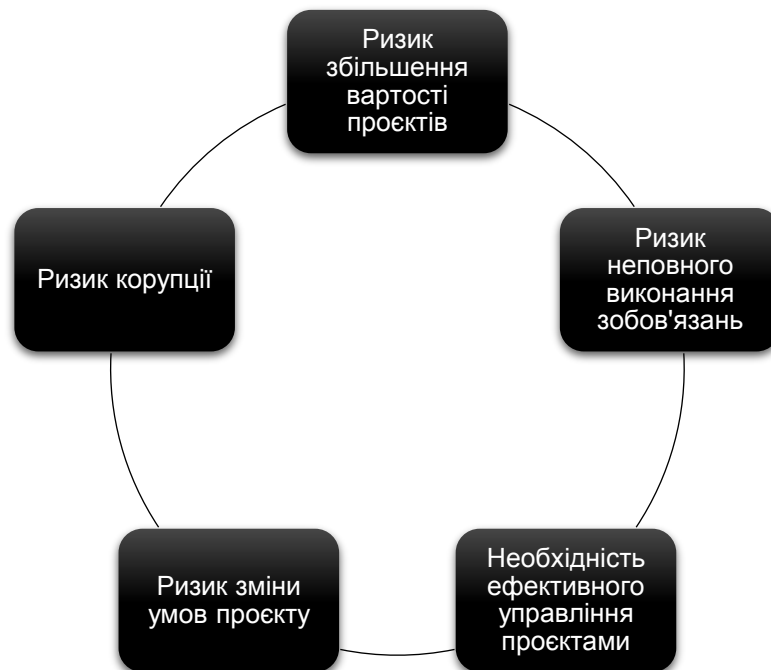 Ризик
збільшення
вартості
проєктів
Ризик
неповного
виконання
зобов'язань
Необхідність
ефективного
управління
проєктами
Ризик зміни
умов проєкту
Ризик корупції